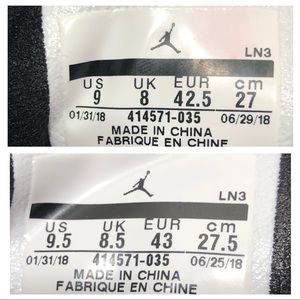 LN3
US UK EUR cm
9 8 42.5 27
01/31/18 414571-035 06/29/18
MADE IN CHINA
FABRIQUE EN CHINE
LN3
US UK EUR cm
9.5 8.5 43 27.5
01/31/18 414571-035 06/25/18
MADE IN CHINA
FABRIQUE EN CHINE